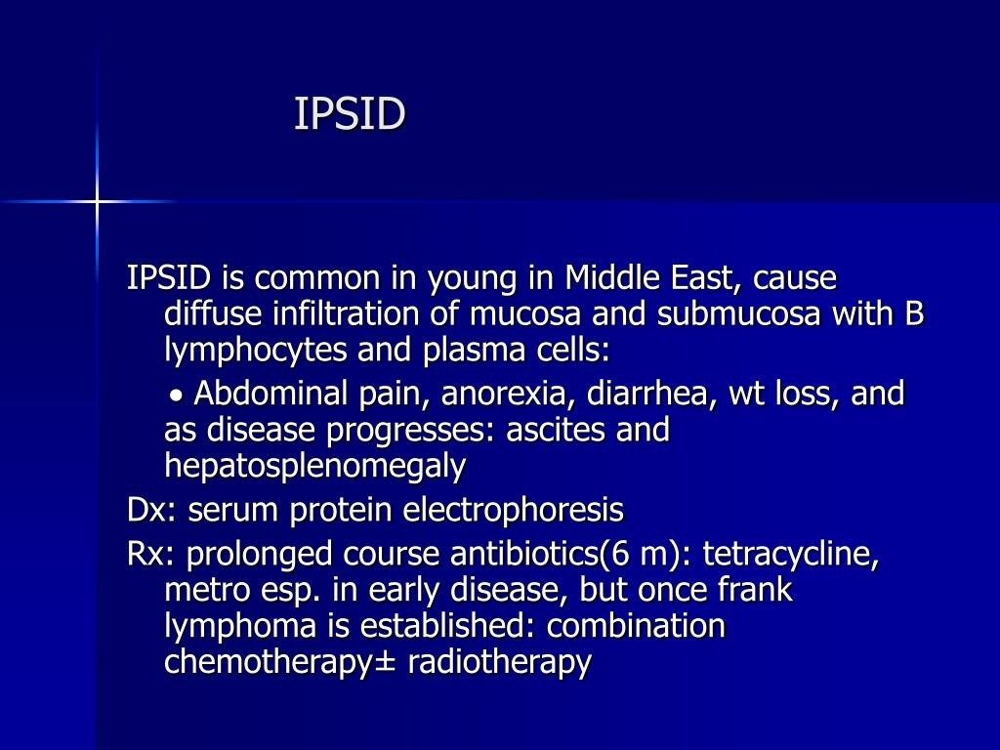 IPSID
IPSID is common in young in Middle East, cause
diffuse infiltration of mucosa and submucosa with B
lymphocytes and plasma cells:
• Abdominal pain, anorexia, diarrhea, wt loss, and
as disease progresses: ascites and
hepatosplenomegaly
Dx: serum protein electrophoresis
Rx: prolonged course antibiotics(6 m): tetracycline,
metro esp. in early disease, but once frank
lymphoma is established: combination
chemotherapy± radiotherapy